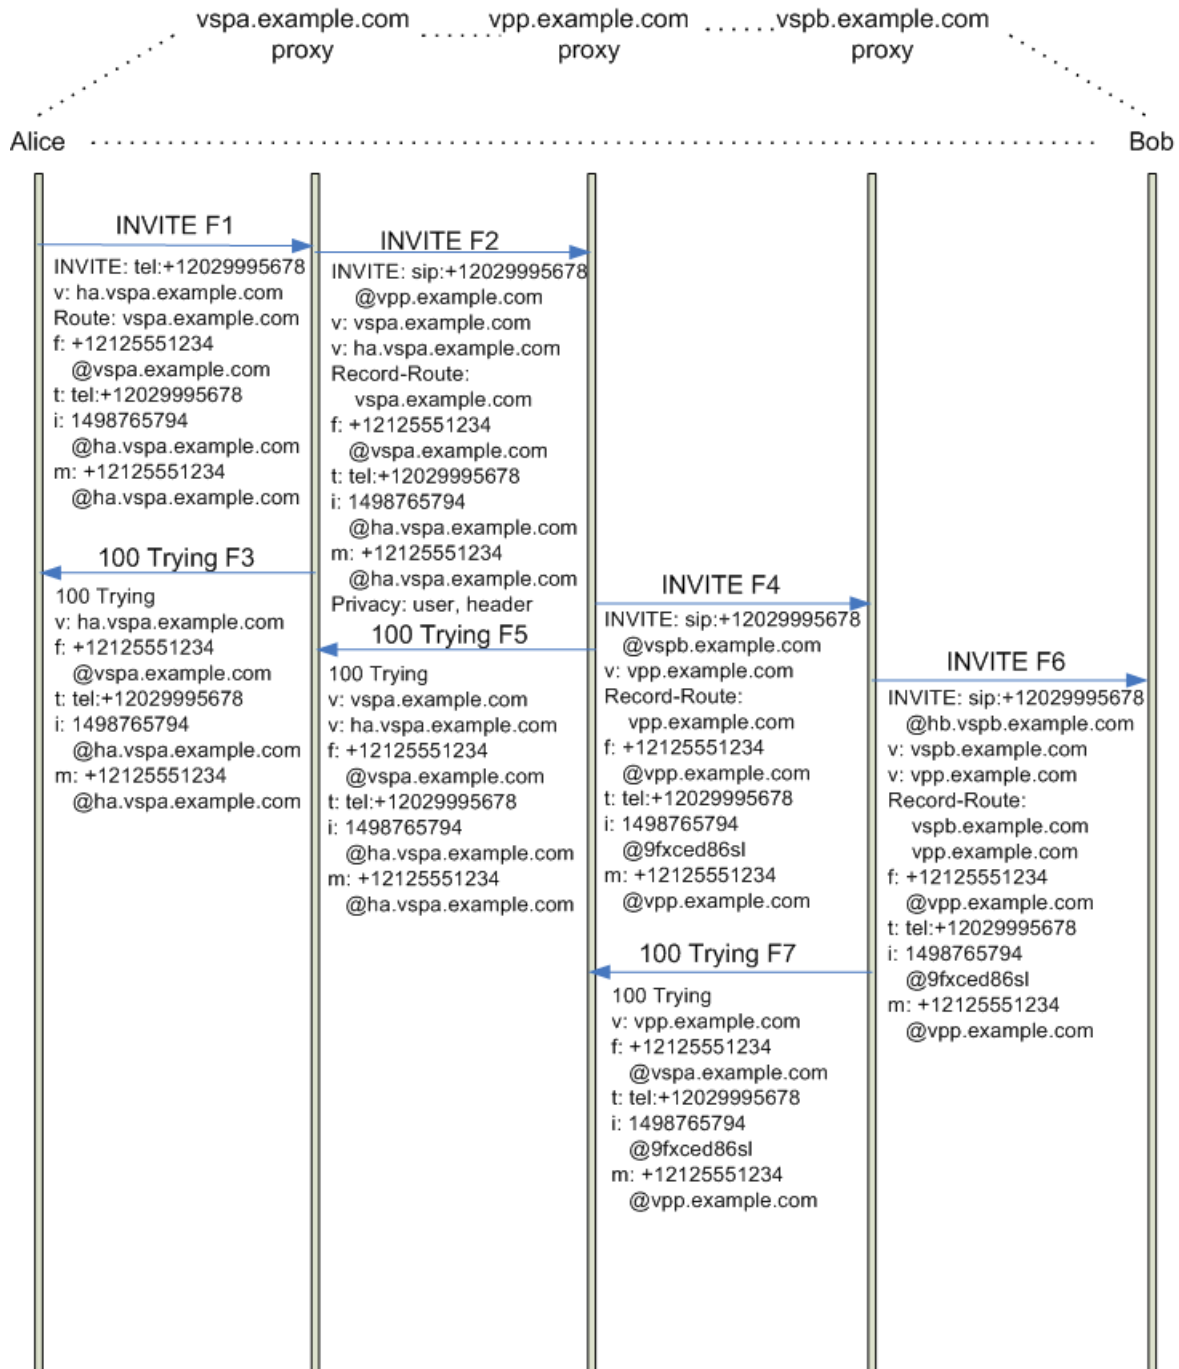 vspa.example.com
proxy
vpp.example.com
proxy
vspb.example.com
proxy
Alice
Bob
INVITE F1
INVITE: tel:+12029995678
v: ha.vspa.example.com
Route: vspa.example.com
f: +12125551234
@vspa.example.com
t: tel:+12029995678
i: 1498765794
@ha.vspa.example.com
m: +12125551234
@ha.vspa.example.com
INVITE F2
INVITE: sip:+12029995678
@vpp.example.com
v: vspa.example.com
v: ha.vspa.example.com
Record-Route:
vspa.example.com
f: +12125551234
@vspa.example.com
t: tel:+12029995678
i: 1498765794
@ha.vspa.example.com
m: +12125551234
@ha.vspa.example.com
Privacy: user, header
100 Trying F3
100 Trying
v: ha.vspa.example.com
f: +12125551234
@vspa.example.com
t: tel:+12029995678
i: 1498765794
@ha.vspa.example.com
m: +12125551234
@ha.vspa.example.com
INVITE F4
INVITE: sip:+12029995678
@vspb.example.com
v: vpp.example.com
Record-Route:
vpp.example.com
f: +12125551234
@vpp.example.com
t: tel:+12029995678
i: 1498765794
@9fxced86sl
m: +12125551234
@vpp.example.com
100 Trying F5
100 Trying
v: vspa.example.com
v: ha.vspa.example.com
f: +12125551234
@vspa.example.com
t: tel:+12029995678
i: 1498765794
@ha.vspa.example.com
m: +12125551234
@ha.vspa.example.com
INVITE F6
INVITE: sip:+12029995678
@hb.vspb.example.com
v: vspb.example.com
v: vpp.example.com
Record-Route:
vspb.example.com
vpp.example.com
f: +12125551234
@vpp.example.com
t: tel:+12029995678
i: 1498765794
@9fxced86sl
m: +12125551234
@vpp.example.com
100 Trying F7
100 Trying
v: vpp.example.com
f: +12125551234
@vspa.example.com
t: tel:+12029995678
i: 1498765794
@9fxced86sl
m: +12125551234
@vpp.example.com